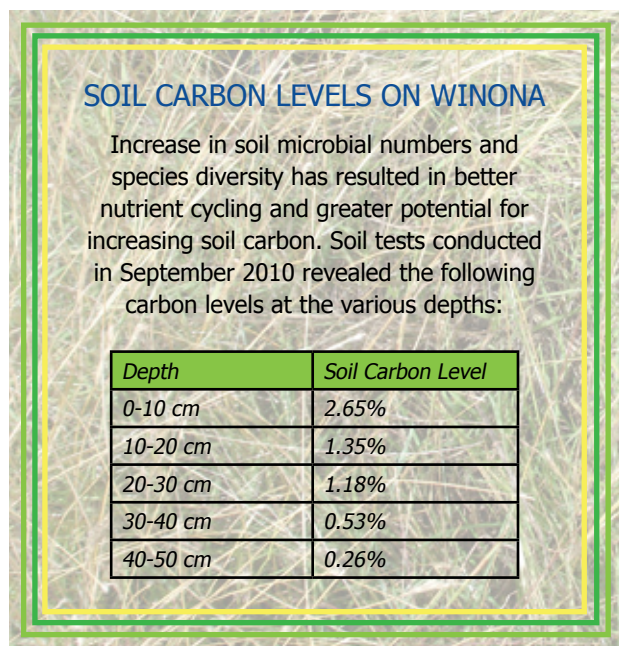 SOIL CARBON LEVELS ON WINONA
Increase in soil microbial numbers and
species diversity has resulted in better
nutrient cycling and greater potential for
increasing soil carbon. Soil tests conducted
in September 2010 revealed the following
carbon levels at the various depths:
Depth Soil Carbon Level
0-10 cm 2.65%
10-20 cm 1.35%
20-30 cm 1.18%
30-40 cm 0.53%
40-50 cm 0.26%